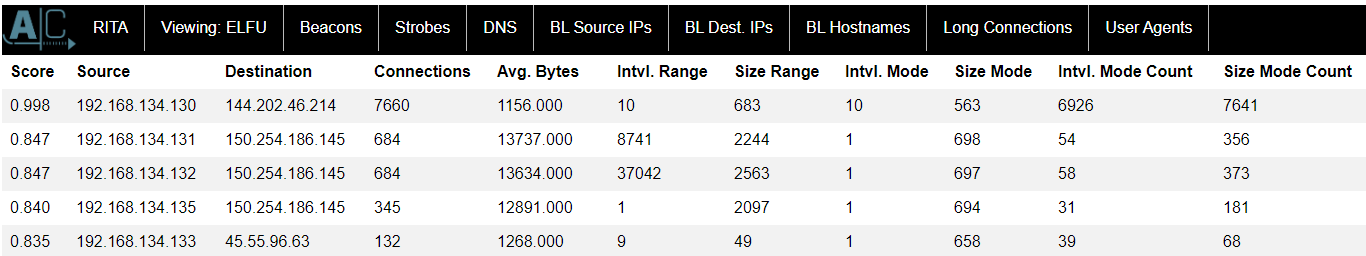 A|C RITA Viewing: ELFU Beacons Strobes DNS BL Source IPs BL Dest. IPs BL Hostnames Long Connections User Agents
Score Source Destination Connections Avg. Bytes Intvl. Range Size Range Intvl. Mode Size Mode Intvl. Mode Count Size Mode Count
0.998 192.168.134.130 144.202.46.214 7660 1156.000 10 683 10 563 6926 7641
0.847 192.168.134.131 150.254.186.145 684 13737.000 8741 2244 1 698 54 356
0.847 192.168.134.132 150.254.186.145 684 13634.000 37042 2563 1 697 58 373
0.840 192.168.134.135 150.254.186.145 345 12891.000 1 2097 1 694 31 181
0.835 192.168.134.133 45.55.96.63 132 1268.000 9 49 1 658 39 68